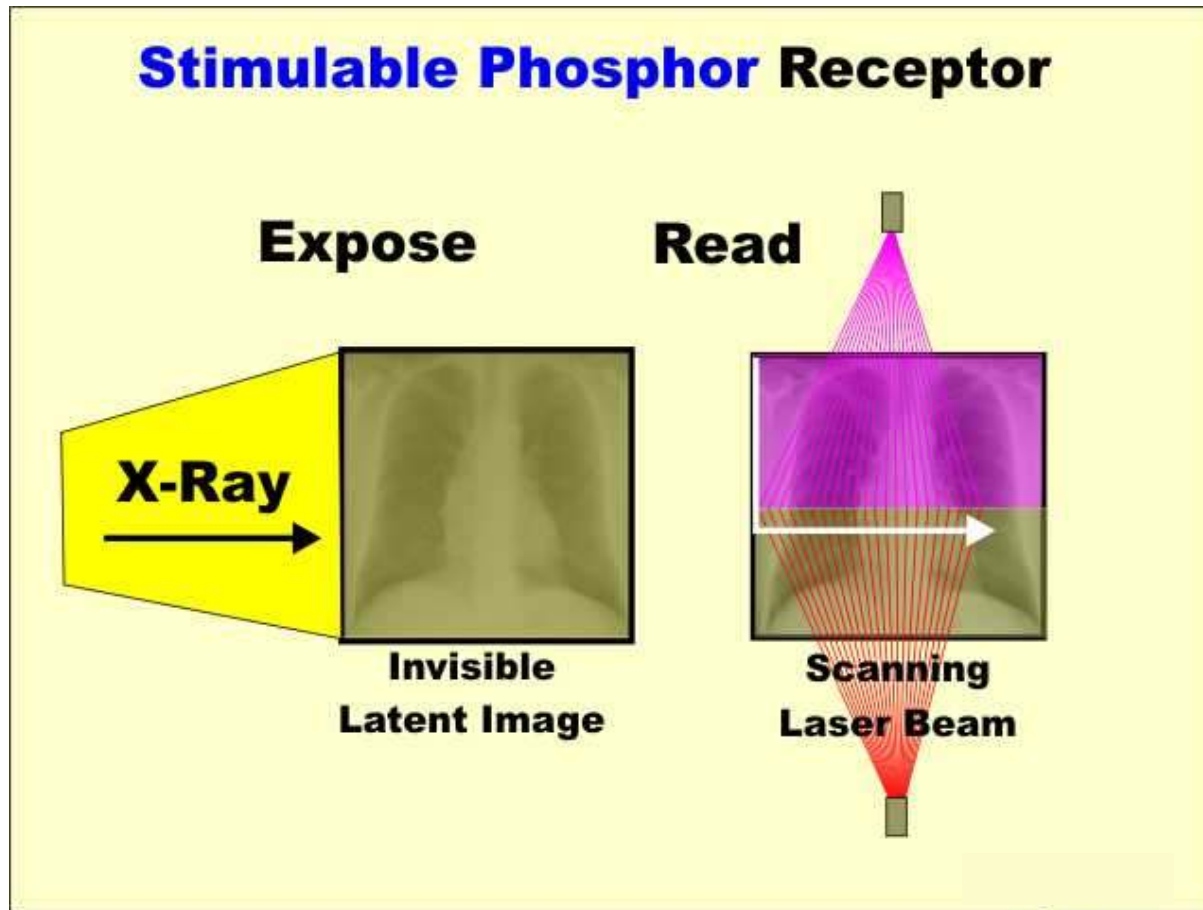 Stimulable Phosphor Receptor
Expose
Read
X-Ray
Invisible
Latent Image
Scanning
Laser Beam